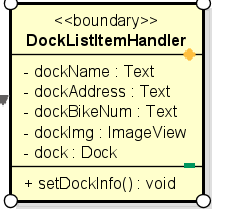 <<boundary>>
DockListItemHandler
- dockName : Text
- dockAddress : Text
- dockBikeNum : Text
- dockImg : ImageView
- dock : Dock
+ setDockInfo() : void